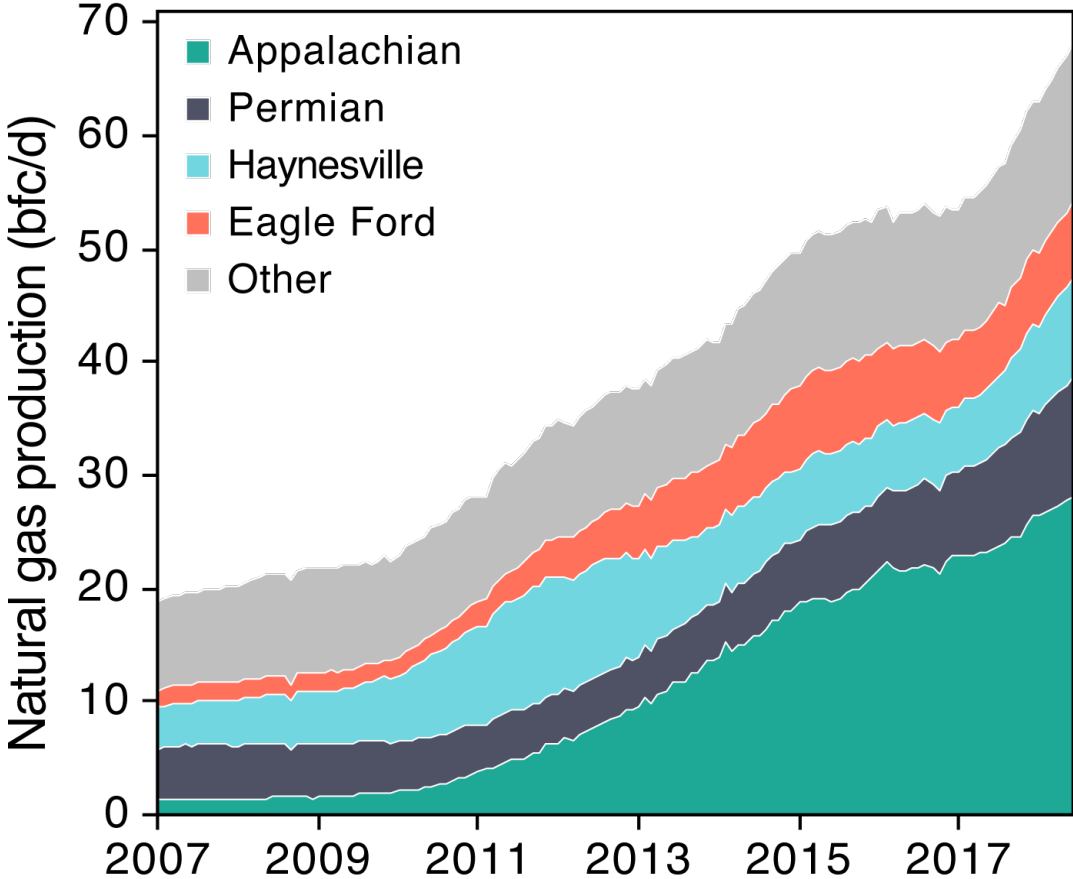 Natural gas production (bfc/d)
70
60
50
40
30
20
10
0
Appalachian
Permian
Haynesville
Eagle Ford
Other
2007 2009 2011 2013 2015 2017